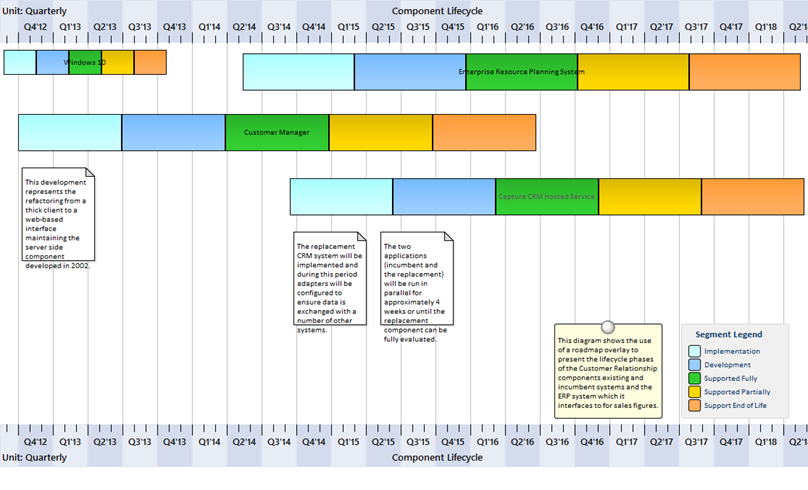 Unit: Quarterly Component Lifecycle
Q4'12 Q1'13 Q2'13 Q3'13 Q4'13 Q1'14 Q2'14 Q3'14 Q4'14 Q1'15 Q2'15 Q3'15 Q4'15 Q1'16 Q2'16 Q3'16 Q4'16 Q1'17 Q2'17 Q3'17 Q4'17 Q1'18 Q2'1
Windows 10
Enterprise Resource Planning System
Customer Manager
Capture CRM Hosted Service
This development
represents the
refactoring from a
thick client to a
web-based
interface
maintaining the
server side
component
developed in 2002.
The replacement
CRM system will be
implemented and
during this period
adapters will be
configured to
ensure data is
exchanged with a
number of other
systems.
The two
applications
(incumbent and
the replacement)
will be run in
parallel for
approximately 4
weeks or until the
replacement
component can be
fully evaluated.
This diagram shows the use
of a roadmap overlay to
present the lifecycle phases
of the Customer Relationship
components existing and
incumbent systems and the
ERP system which it
interfaces to for sales figures.
Segment Legend
Implementation
Development
Supported Fully
Supported Partially
Support End of Life
Q4'12 Q1'13 Q2'13 Q3'13 Q4'13 Q1'14 Q2'14 Q3'14 Q4'14 Q1'15 Q2'15 Q3'15 Q4'15 Q1'16 Q2'16 Q3'16 Q4'16 Q1'17 Q2'17 Q3'17 Q4'17 Q1'18 Q2'1
Unit: Quarterly Component Lifecycle